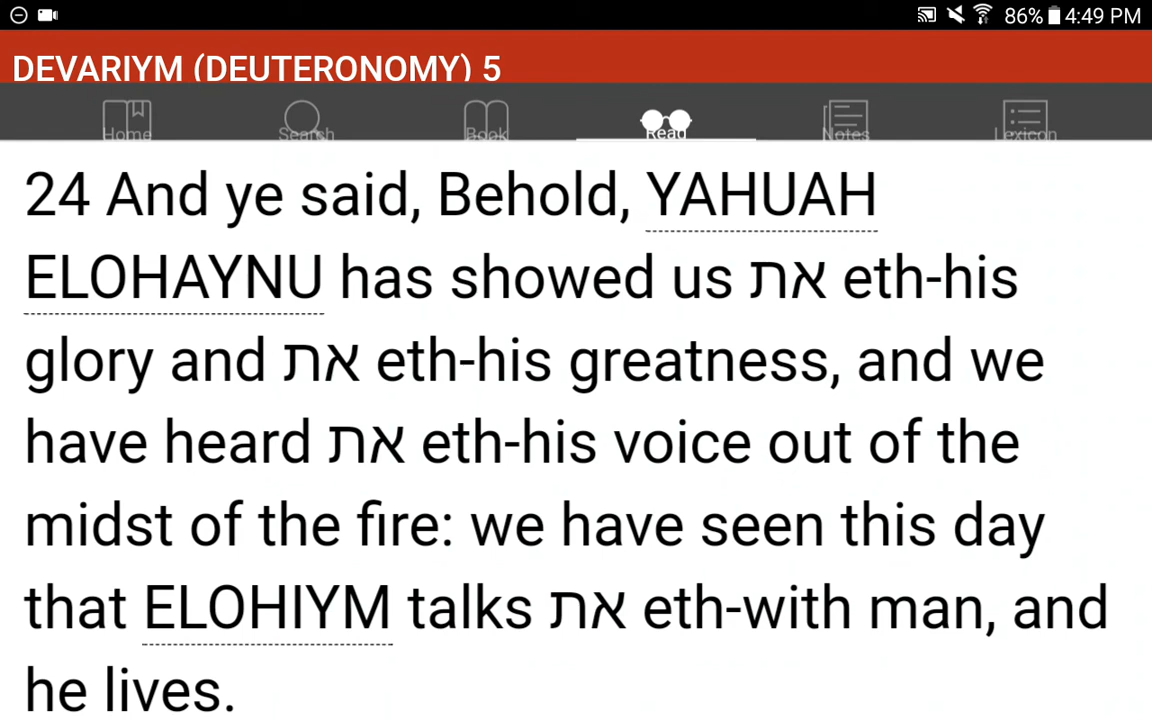 86% 4:49 PM
DEVARIYM (DEUTERONOMY) 5
Home Search Book Read Notes Lexicon
24 And ye said, Behold, YAHUAH
ELOHAYNU has showed us את eth-his
glory and את eth-his greatness, and we
have heard את eth-his voice out of the
midst of the fire: we have seen this day
that ELOHIYM talks את eth-with man, and
he lives.